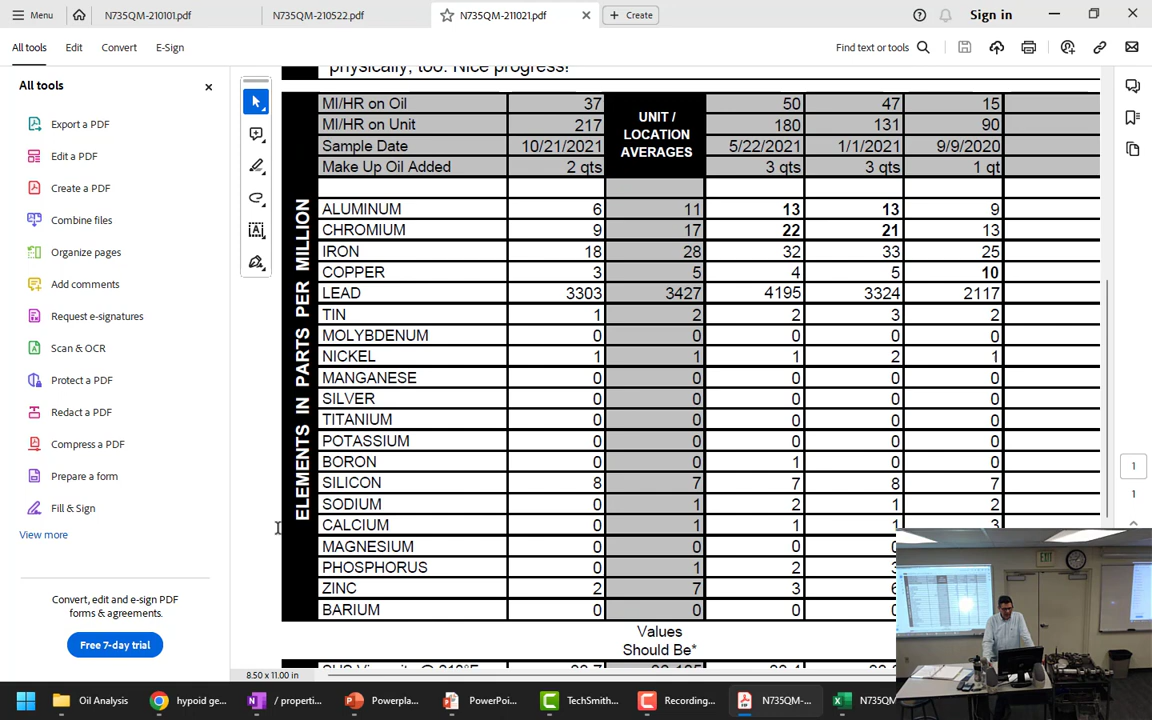 Menu N735QM-210101.pdf N735QM-210522.pdf N735QM-211021.pdf Create Sign in
All tools Edit Convert E-Sign Find text or tools
All tools
Export a PDF
Edit a PDF
Create a PDF
Combine files
Organize pages
Add comments
Request e-signatures
Scan & OCR
Protect a PDF
Redact a PDF
Compress a PDF
Prepare a form
Fill & Sign
View more
Convert, edit and e-sign PDF
forms & agreements.
Free 7-day trial
physically, too. Nice progress!
MI/HR on Oil 37 50 47 15
MI/HR on Unit 217 180 131 90
Sample Date 10/21/2021 5/22/2021 1/1/2021 9/9/2020
Make Up Oil Added 2 qts 3 qts 3 qts 1 qt
UNIT /
LOCATION
AVERAGES
ELEMENTS IN PARTS PER MILLION
ALUMINUM 6 11 13 13 9
CHROMIUM 9 17 22 21 13
IRON 18 28 32 33 25
COPPER 3 5 4 5 10
LEAD 3303 3427 4195 3324 2117
TIN 1 2 2 3 2
MOLYBDENUM 0 0 0 0 0
NICKEL 1 1 1 2 1
MANGANESE 0 0 0 0 0
SILVER 0 0 0 0 0
TITANIUM 0 0 0 0 0
POTASSIUM 0 0 0 0 0
BORON 0 0 1 0 0
SILICON 8 7 7 8 7
SODIUM 0 1 2 1 2
CALCIUM 0 1 1 1 3
MAGNESIUM 0 0 0
PHOSPHORUS 0 1 2
ZINC 2 7 3
BARIUM 0 0 0
Values
Should Be*
1
1
8.50 x 11.00 in
EXIT
Oil Analysis hypoid ge... / properti... Powerpla... PowerPoi... TechSmith... Recording... N735QM-... N735QM